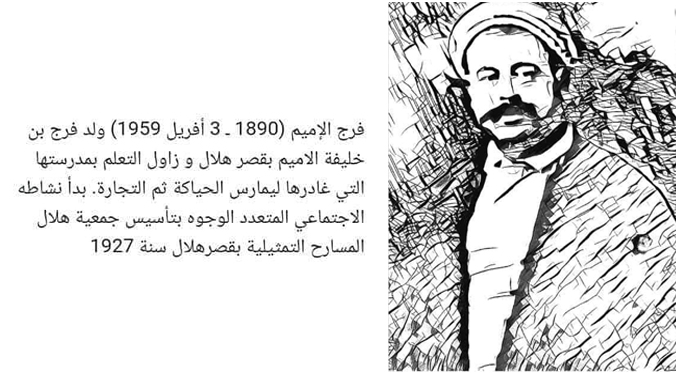 فرج الإميم (1890 ـ 3 أفريل 1959) ولد فرج بن
خليفة الاميم بقصر هلال و زاول التعلم بمدرستها
التي غادرها ليمارس الحياكة ثم التجارة. بدأ نشاطه
الاجتماعي المتعدد الوجوه بتأسيس جمعية هلال
المسارح التمثيلية بقصرهلال سنة 1927